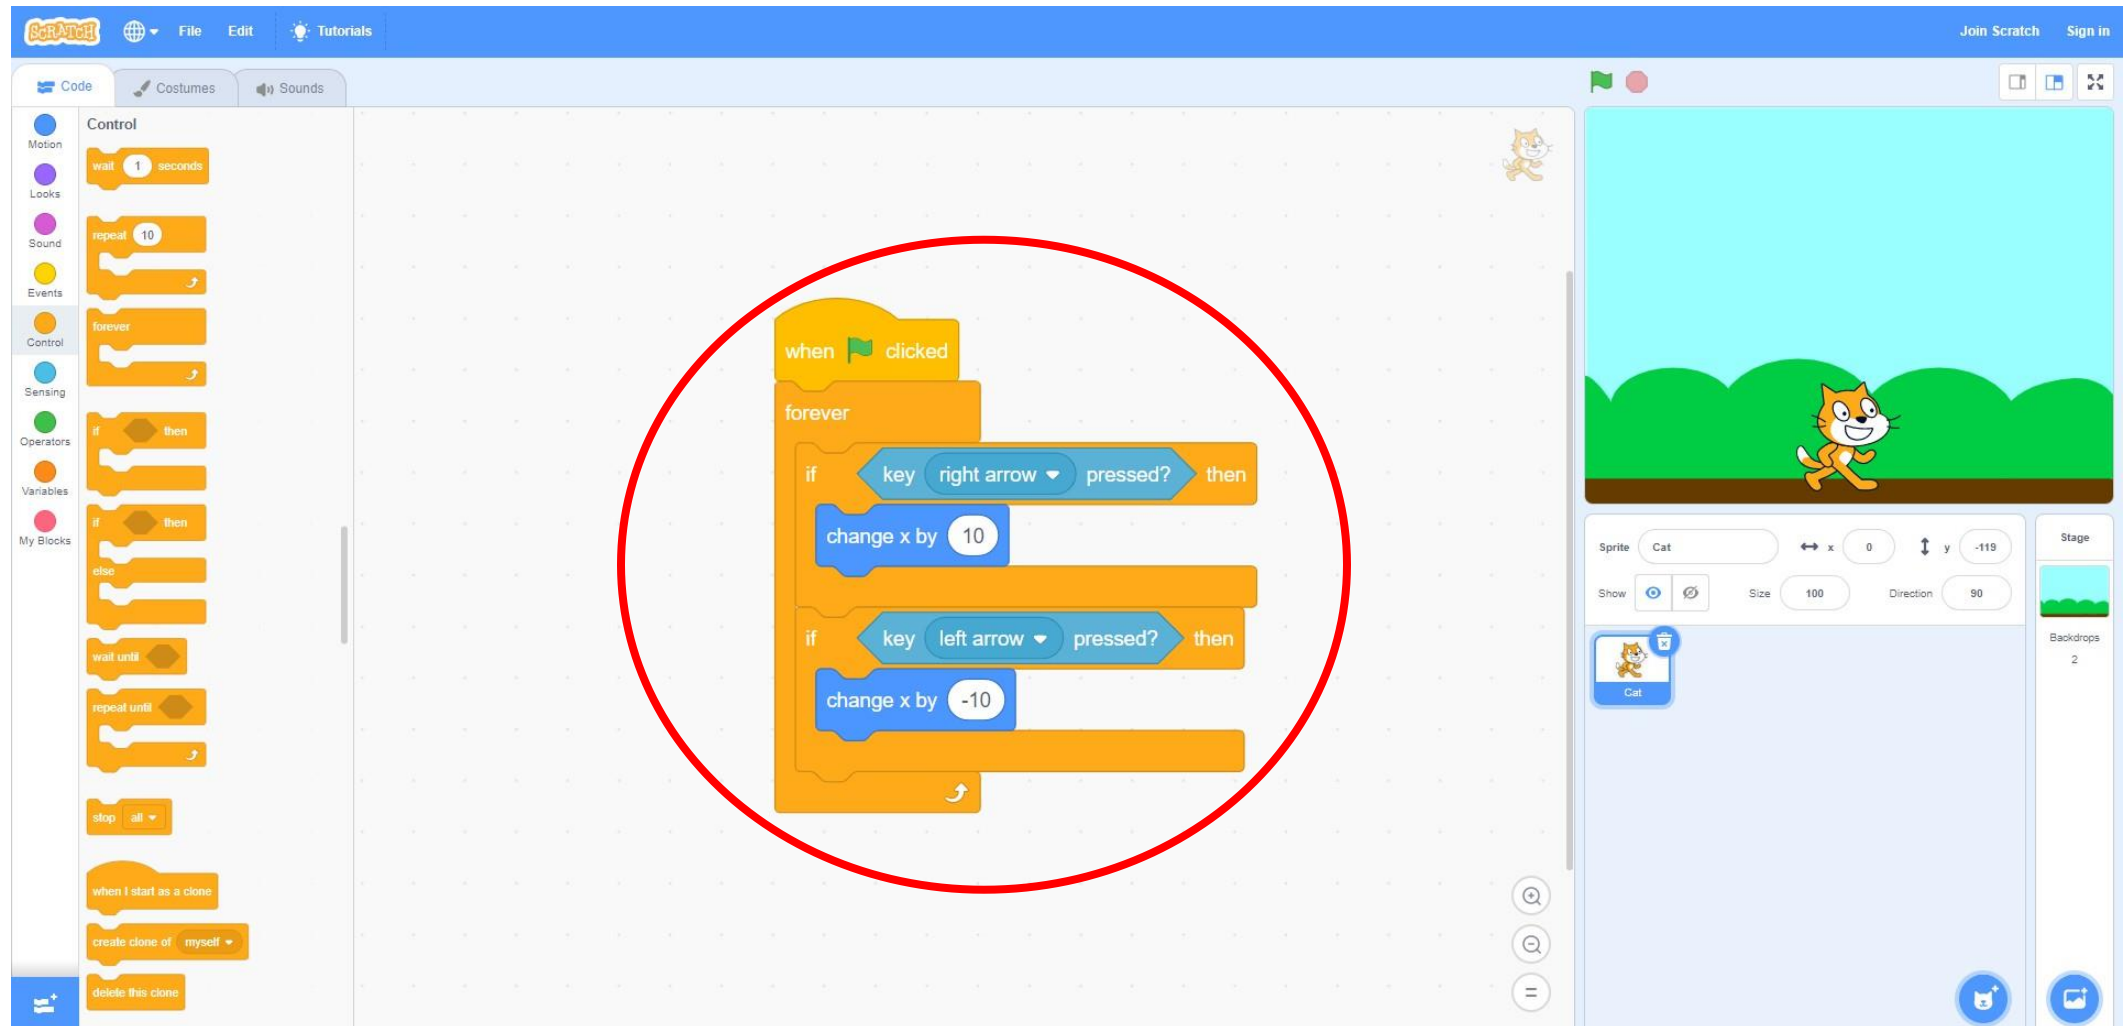 SCRATCH File Edit Tutorials Join Scratch Sign in
Code Costumes Sounds
Motion
Looks
Sound
Events
Control
Sensing
Operators
Variables
My Blocks
Control
wait 1 seconds
repeat 10
forever
if then
if then
else
wait until
repeat until
stop all
when I start as a clone
create clone of myself
delete this clone
when clicked
forever
if key right arrow pressed? then
change x by 10
if key left arrow pressed? then
change x by -10
Sprite Cat x 0 y -119
Show Size 100 Direction 90
Cat
Stage
Backdrops
2